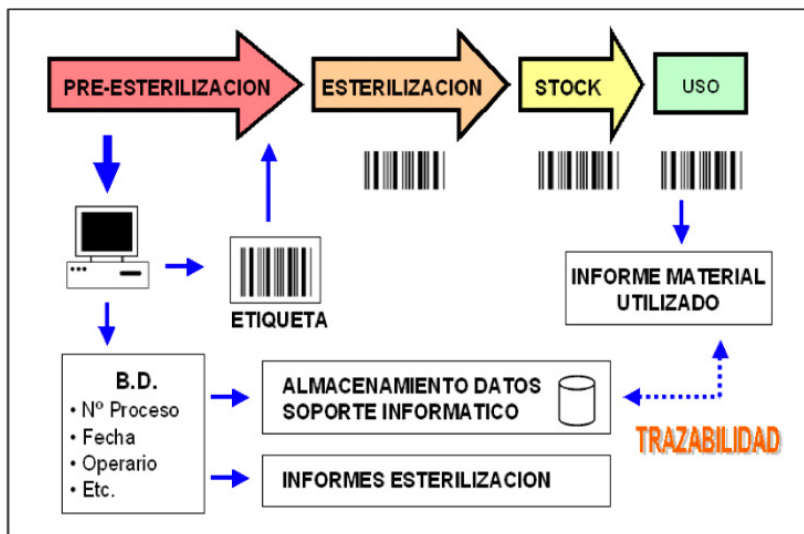 PRE-ESTERILIZACION
ESTERILIZACION
STOCK
USO
ETIQUETA
INFORME MATERIAL
UTILIZADO
B.D.
• Nº Proceso
• Fecha
• Operario
• Etc.
ALMACENAMIENTO DATOS
SOPORTE INFORMATICO
TRAZABILIDAD
INFORMES ESTERILIZACION